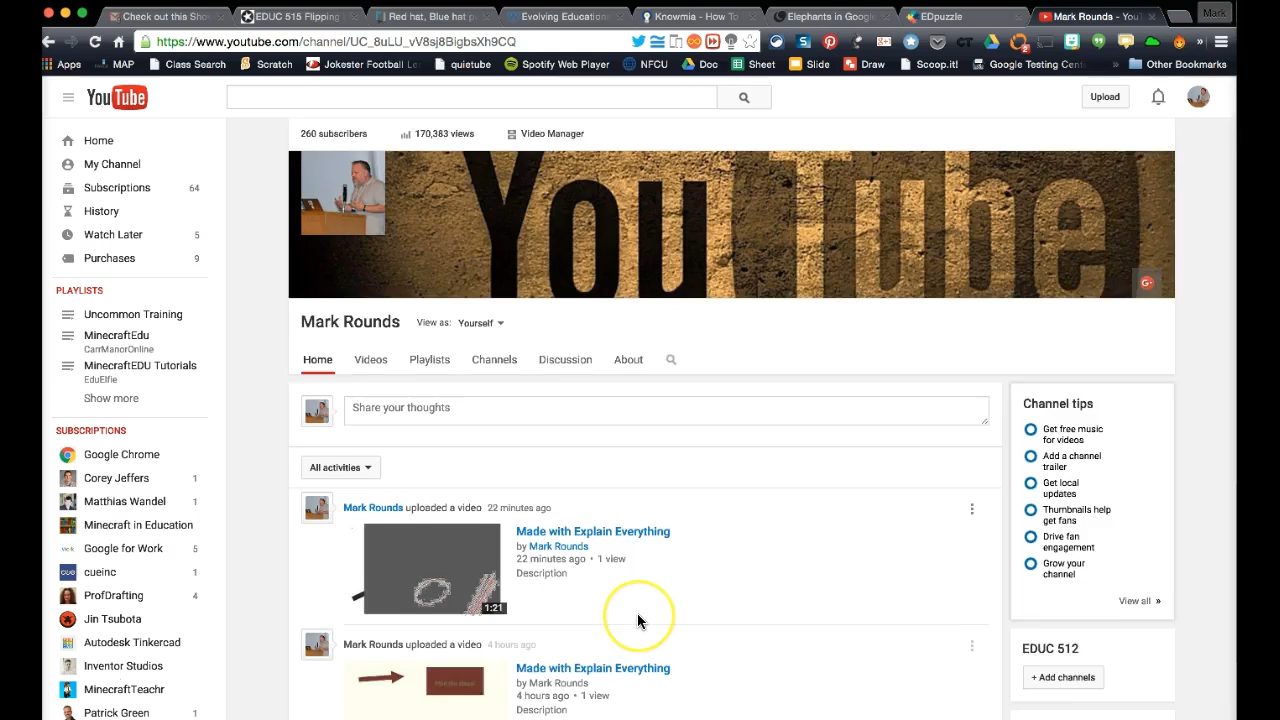 Check out this Sho
EDUC 515 Flipping
Red hat, Blue hat p
Evolving Education
Knowmia - How To
Elephants in Google
EDpuzzle
Mark Rounds - You
Mark
https://www.youtube.com/channel/UC_8uLU_vV8sj8BigbsXh9CQ
Apps MAP Class Search Scratch Jokester Football Le quietube Spotify Web Player NFCU Doc Sheet Slide Draw Scoop.it! Google Testing Cent » Other Bookmarks
YouTube
Upload
Home
My Channel
Subscriptions 64
History
Watch Later 5
Purchases 9
PLAYLISTS
Uncommon Training
MinecraftEdu
CarrManorOnline
MinecraftEDU Tutorials
EduElfie
Show more
SUBSCRIPTIONS
Google Chrome
Corey Jeffers 1
Matthias Wandel 1
Minecraft in Education
Google for Work 5
cueinc 1
ProfDrafting 4
Jin Tsubota
Autodesk Tinkercad
Inventor Studios
MinecraftTeachr
Patrick Green
260 subscribers 170,383 views Video Manager
YouTube
G+
Mark Rounds View as: Yourself
Home Videos Playlists Channels Discussion About
Share your thoughts
All activities
Mark Rounds uploaded a video 22 minutes ago
Made with Explain Everything
by Mark Rounds
22 minutes ago • 1 view
Description
1:21
Mark Rounds uploaded a video 4 hours ago
Made with Explain Everything
by Mark Rounds
4 hours ago • 1 view
Description
Channel tips
Get free music
for videos
Add a channel
trailer
Get local
updates
Thumbnails help
get fans
Drive fan
engagement
Grow your
channel
View all »
EDUC 512
+ Add channels